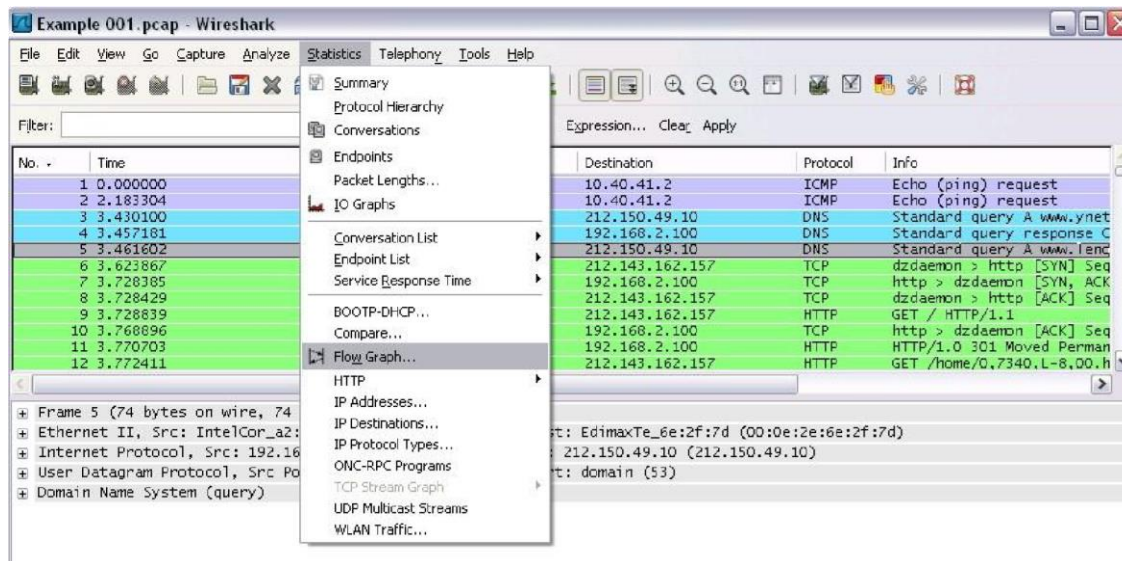 Example 001.pcap - Wireshark
File Edit View Go Capture Analyze Statistics Telephony Tools Help
Summary
Protocol Hierarchy
Conversations
Endpoints
Packet Lengths...
IO Graphs
Conversation List
Endpoint List
Service Response Time
BOOTP-DHCP...
Compare...
Flow Graph...
HTTP
IP Addresses...
IP Destinations...
IP Protocol Types...
ONC-RPC Programs
TCP Stream Graph
UDP Multicast Streams
WLAN Traffic...
Filter: Expression... Clear Apply
No. Time Destination Protocol Info
1 0.000000 10.40.41.2 ICMP Echo (ping) request
2 2.183304 10.40.41.2 ICMP Echo (ping) request
3 3.430100 212.150.49.10 DNS Standard query A www.ynet
4 3.457181 192.168.2.100 DNS Standard query response C
5 3.461602 212.150.49.10 DNS Standard query A
6 3.623867 212.143.162.157 TCP dzdaemon > http [SYN] Seq
7 3.728385 192.168.2.100 TCP http > dzdaemon [SYN, ACK
8 3.728429 212.143.162.157 TCP dzdaemon > http [ACK] Seq
9 3.728839 212.143.162.157 HTTP GET / HTTP/1.1
10 3.768896 192.168.2.100 TCP http > dzdaemon [ACK] Seq
11 3.770703 192.168.2.100 HTTP HTTP/1.0 301 Moved Perman
12 3.772411 212.143.162.157 HTTP GET /home/0,7340,L-8,00.h
Frame 5 (74 bytes on wire, 74
Ethernet II, Src: IntelCor_a2: t: EdimaxTe_6e:2f:7d (00:0e:2e:6e:2f:7d)
Internet Protocol, Src: 192.16 212.150.49.10 (212.150.49.10)
User Datagram Protocol, Src Po t: domain (53)
Domain Name System (query)